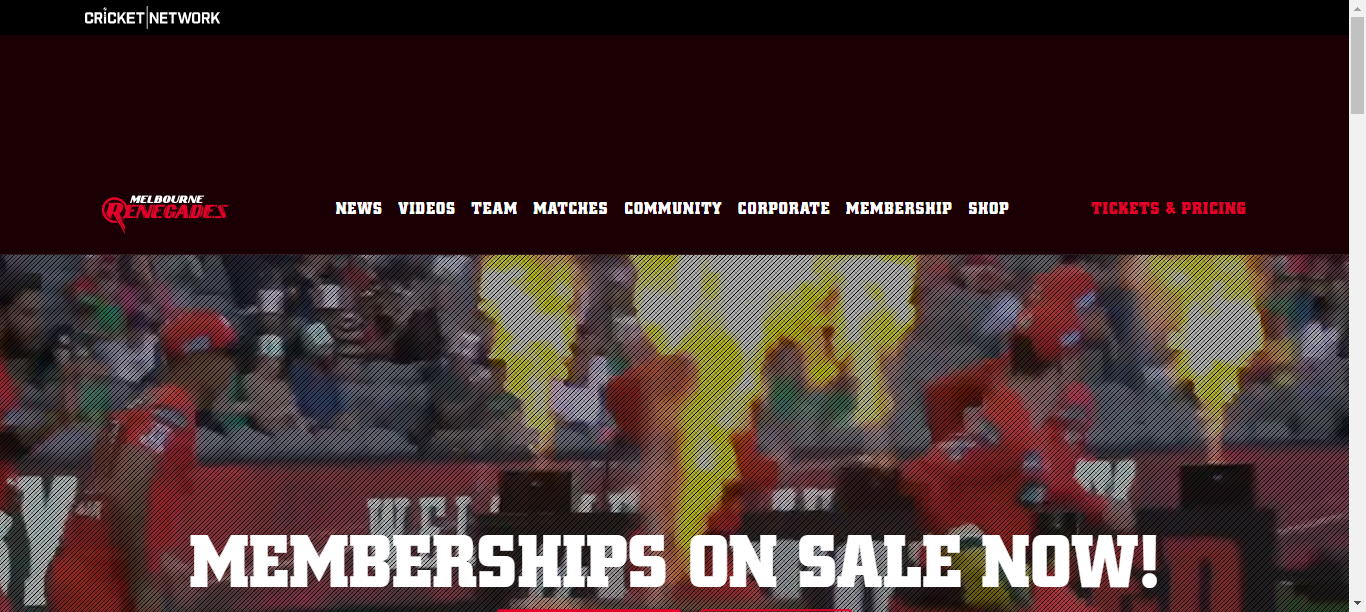 CRICKET NETWORK
MELBOURNE
RENEGADES
NEWS VIDEOS TEAM MATCHES COMMUNITY CORPORATE MEMBERSHIP SHOP TICKETS & PRICING
MEMBERSHIPS ON SALE NOW!